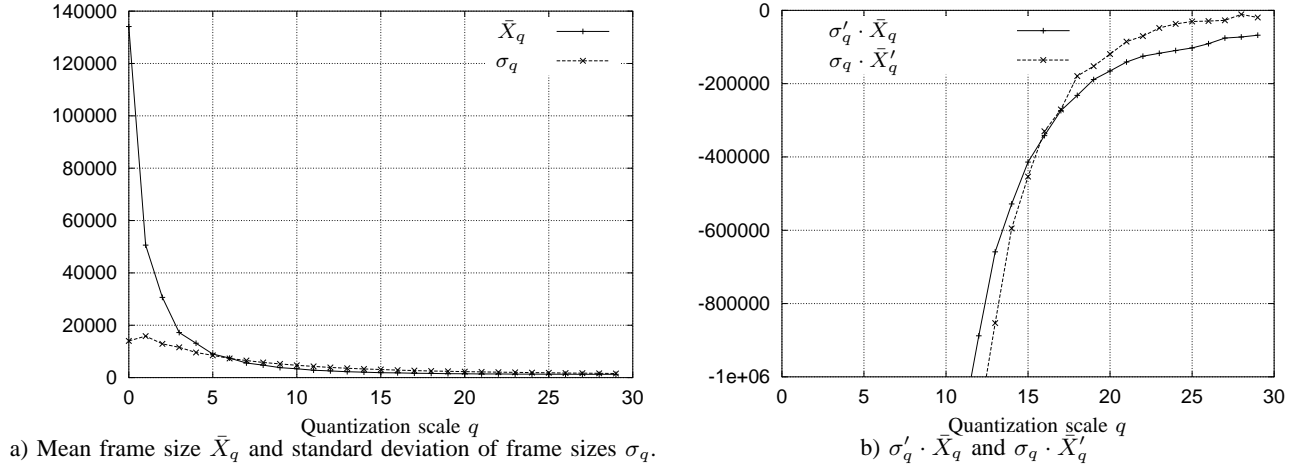 140000
120000
100000
80000
60000
40000
20000
0
0 5 10 15 20 25 30
Quantization scale q
X̄_q
σ_q
a) Mean frame size X̄_q and standard deviation of frame sizes σ_q.
0
-200000
-400000
-600000
-800000
-1e+06
0 5 10 15 20 25 30
Quantization scale q
σ′_q · X̄_q
σ_q · X̄′_q
b) σ′_q · X̄_q and σ_q · X̄′_q